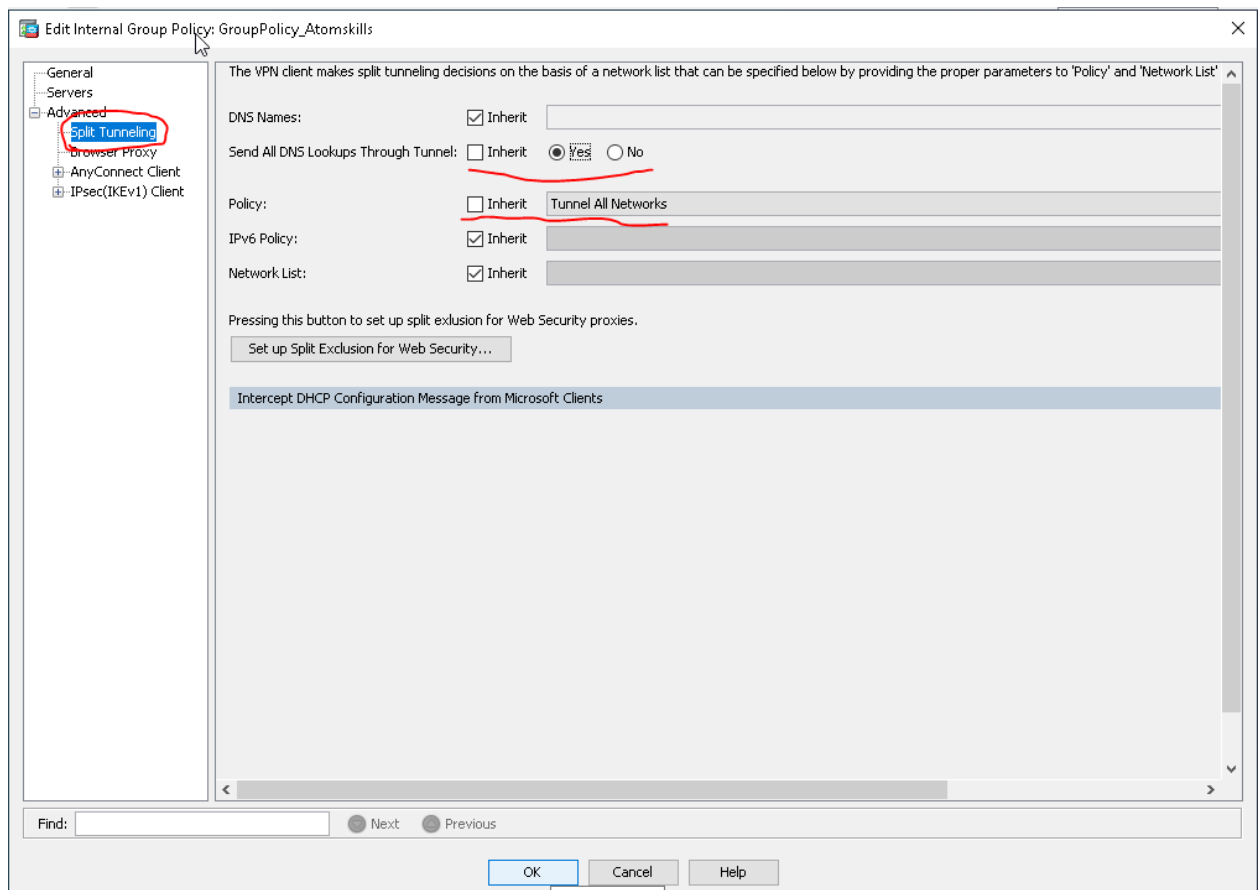 Edit Internal Group Policy: GroupPolicy_Atomskills
General
Servers
Advanced
Split Tunneling
Browser Proxy
AnyConnect Client
IPsec(IKEv1) Client
The VPN client makes split tunneling decisions on the basis of a network list that can be specified below by providing the proper parameters to 'Policy' and 'Network List'
DNS Names: Inherit
Send All DNS Lookups Through Tunnel: Inherit Yes No
Policy: Inherit Tunnel All Networks
IPv6 Policy: Inherit
Network List: Inherit
Pressing this button to set up split exlusion for Web Security proxies.
Set up Split Exclusion for Web Security...
Intercept DHCP Configuration Message from Microsoft Clients
Find: Next Previous
OK Cancel Help